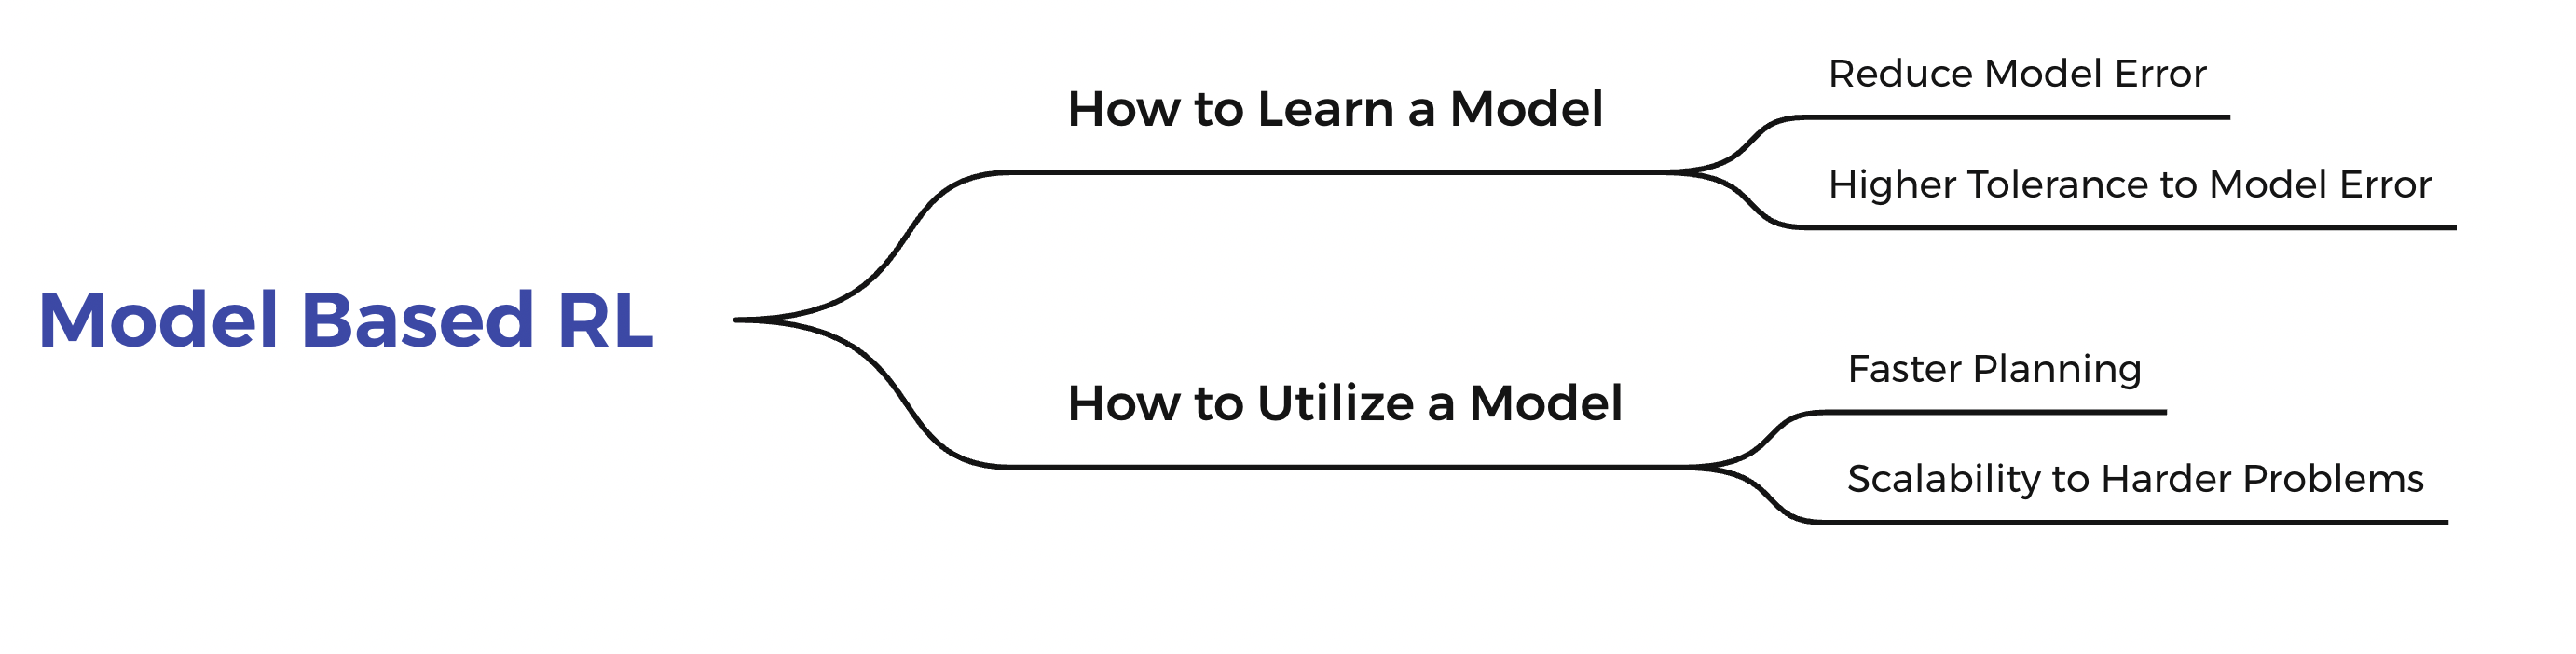 Model Based RL
How to Learn a Model
Reduce Model Error
Higher Tolerance to Model Error
How to Utilize a Model
Faster Planning
Scalability to Harder Problems